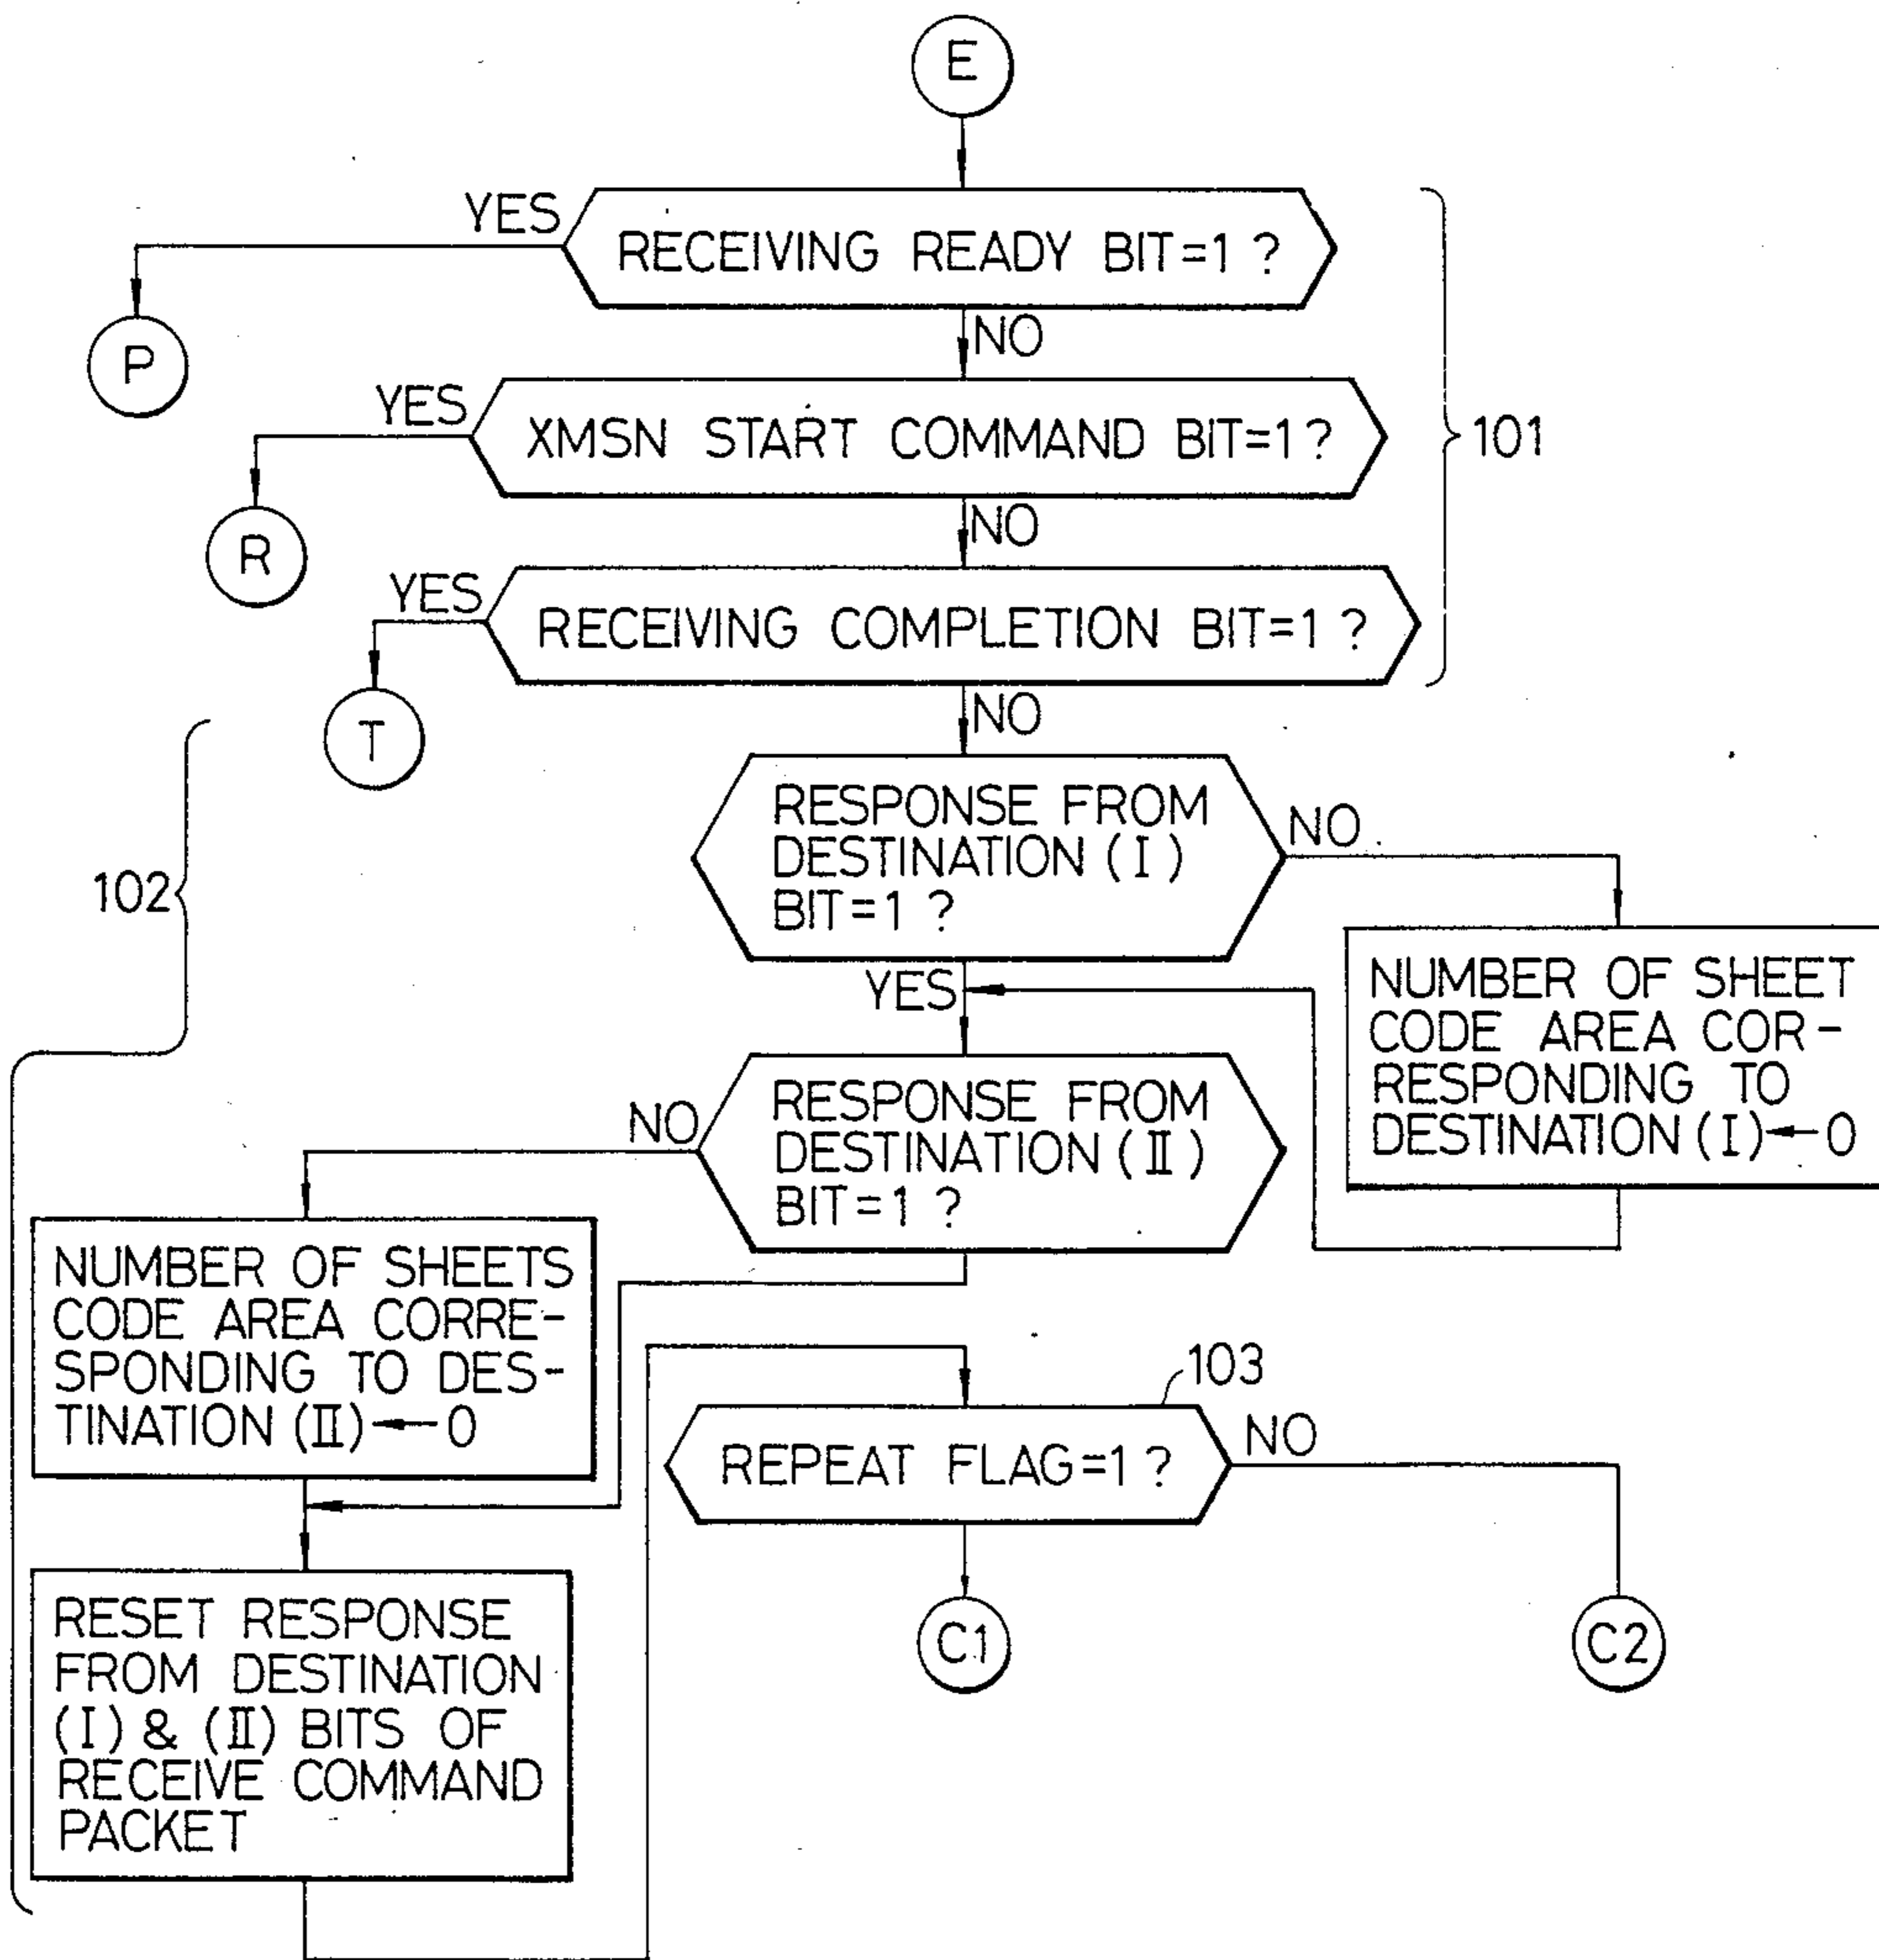 E
YES
RECEIVING READY BIT=1 ?
P
NO
YES
XMSN START COMMAND BIT=1 ?
101
R
NO
YES
RECEIVING COMPLETION BIT=1 ?
T
NO
RESPONSE FROM
DESTINATION (I)
BIT=1 ?
NO
102
YES
NUMBER OF SHEET
CODE AREA COR-
RESPONDING TO
DESTINATION (I)←0
RESPONSE FROM
DESTINATION (II)
BIT=1 ?
NO
NUMBER OF SHEETS
CODE AREA CORRE-
SPONDING TO DES-
TINATION (II)←0
103
REPEAT FLAG=1 ?
NO
RESET RESPONSE
FROM DESTINATION
(I) & (II) BITS OF
RECEIVE COMMAND
PACKET
C1
C2